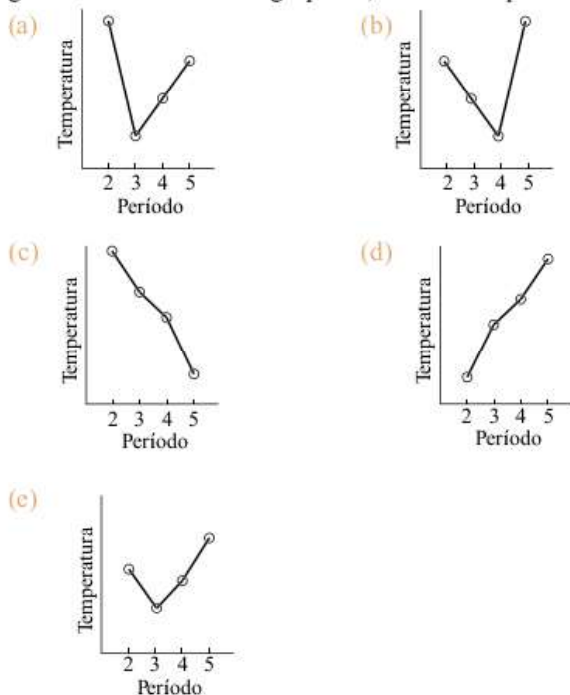 (a)
Temperatura
2 3 4 5
Período
(b)
Temperatura
2 3 4 5
Período
(c)
Temperatura
2 3 4 5
Período
(d)
Temperatura
2 3 4 5
Período
(e)
Temperatura
2 3 4 5
Período